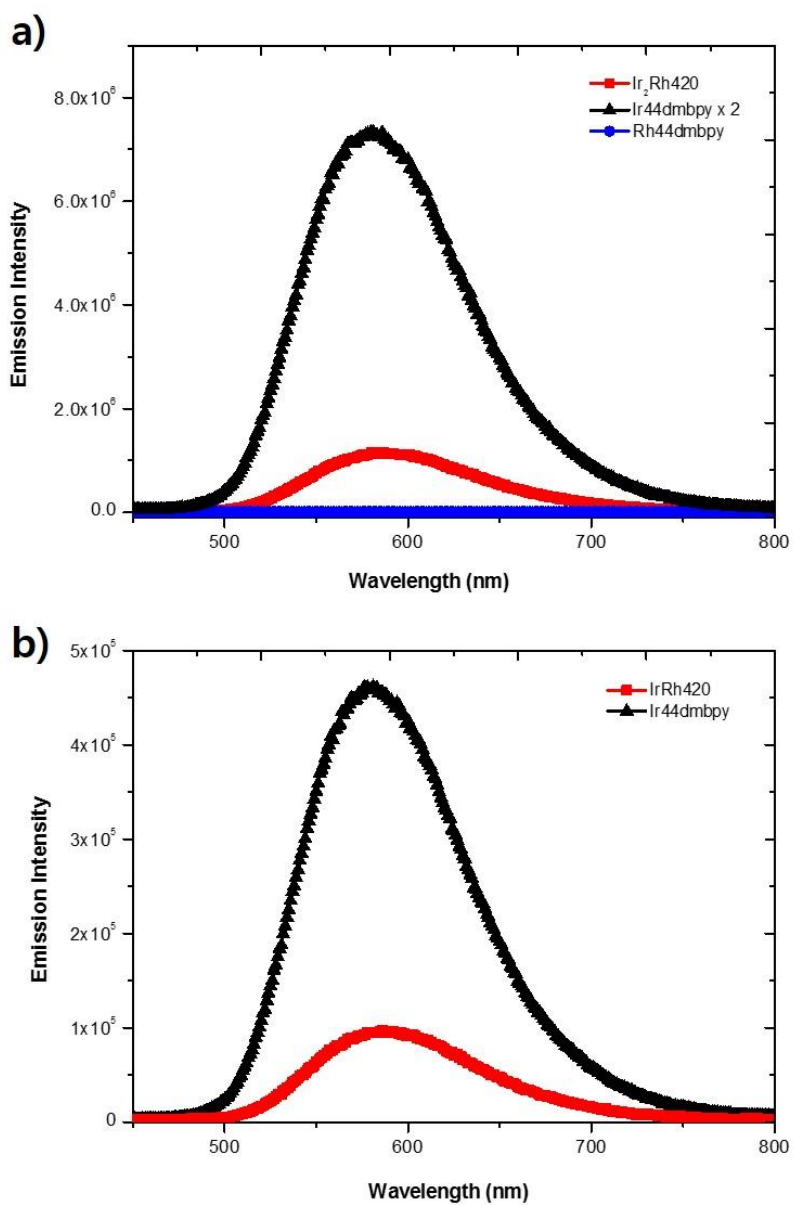 a)
8.0x10⁶
6.0x10⁶
4.0x10⁶
2.0x10⁶
0.0
Emission Intensity
Ir₂Rh420
Ir44dmbpy x 2
Rh44dmbpy
500 600 700 800
Wavelength (nm)
b)
5x10⁵
4x10⁵
3x10⁵
2x10⁵
1x10⁵
0
Emission Intensity
IrRh420
Ir44dmbpy
500 600 700 800
Wavelength (nm)